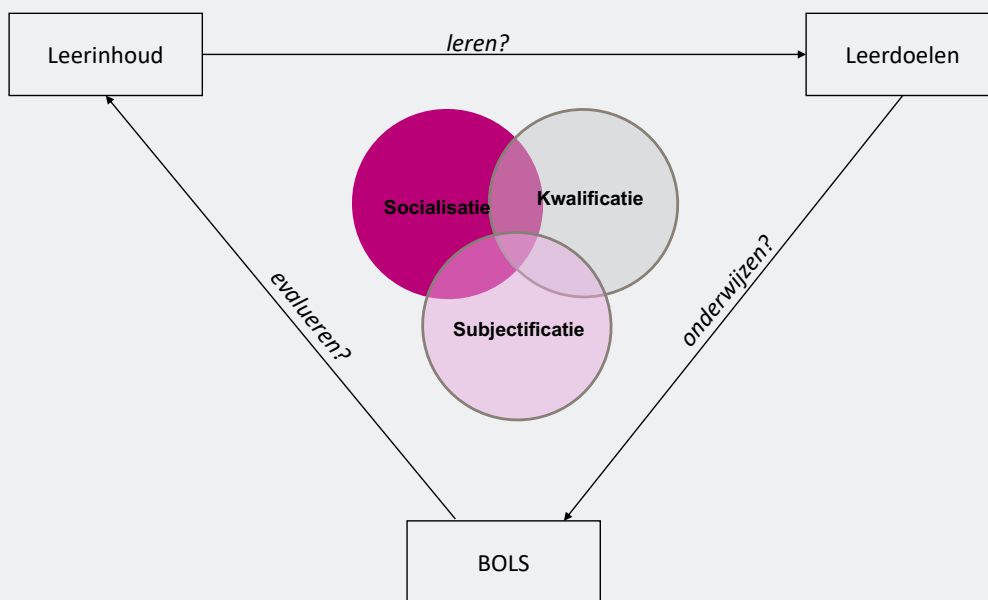 Leerinhoud
leren?
Leerdoelen
Socialisatie
Kwalificatie
Subjectificatie
evalueren?
onderwijzen?
BOLS